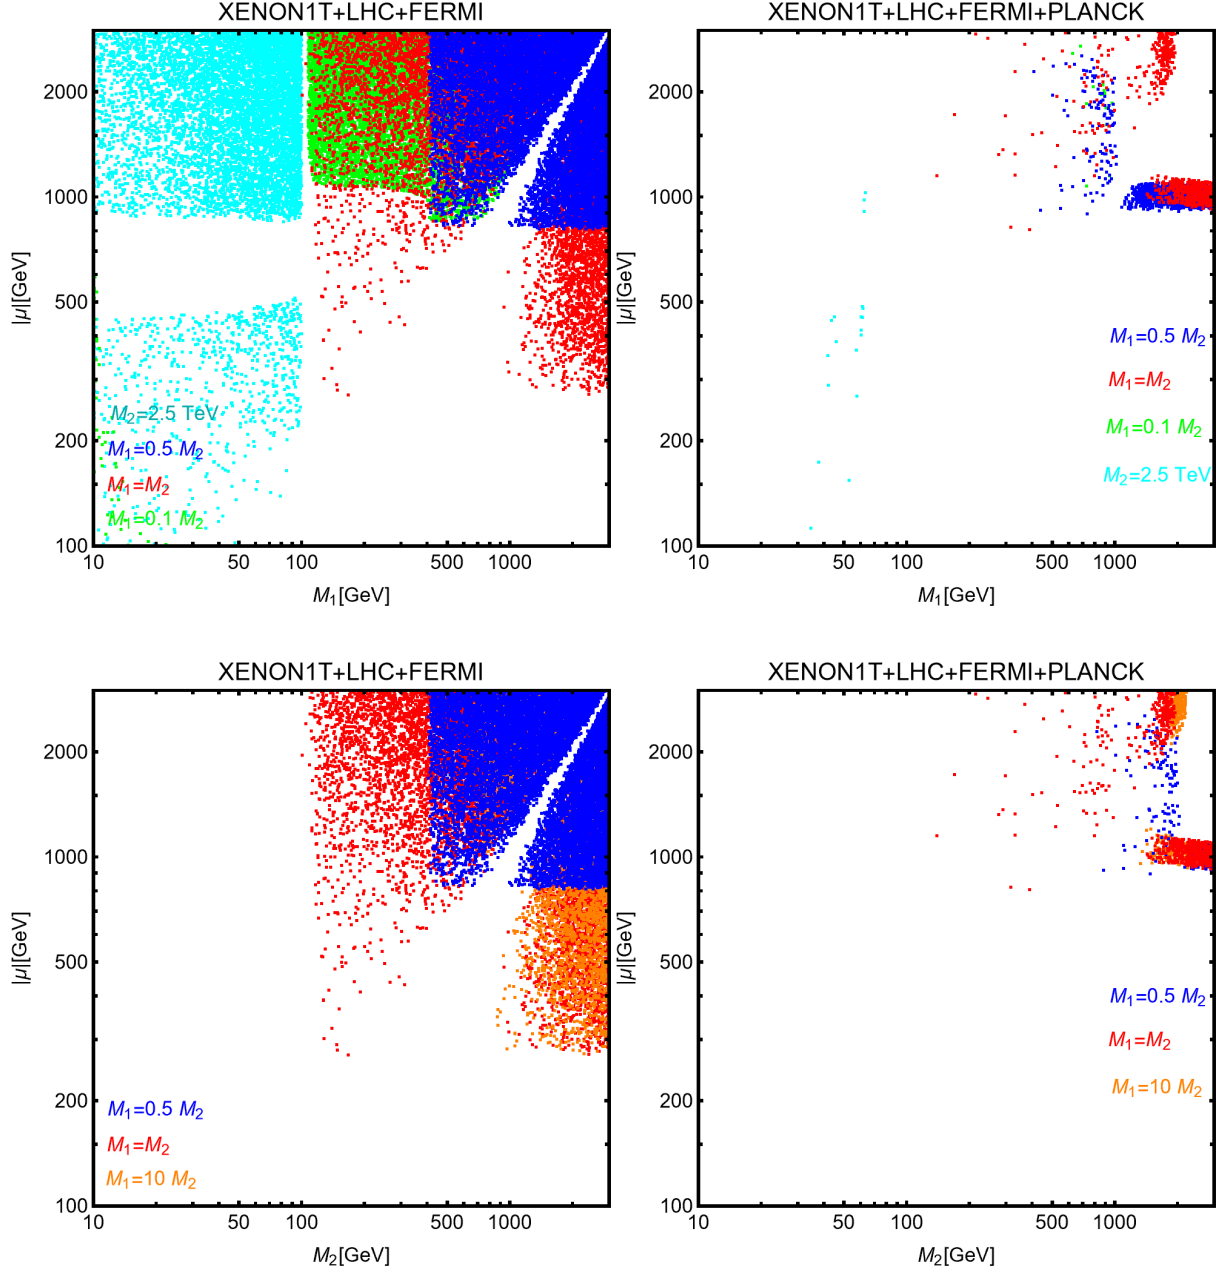 XENON1T+LHC+FERMI
2000
1000
500
200
100
|μ|[GeV]
M₂=2.5 TeV
M₁=0.5 M₂
M₁=M₂
M₁=0.1 M₂
10
50
100
500
1000
M₁[GeV]
XENON1T+LHC+FERMI+PLANCK
2000
1000
500
200
100
|μ|[GeV]
M₁=0.5 M₂
M₁=M₂
M₁=0.1 M₂
M₂=2.5 TeV
10
50
100
500
1000
M₁[GeV]
XENON1T+LHC+FERMI
2000
1000
500
200
100
|μ|[GeV]
M₁=0.5 M₂
M₁=M₂
M₁=10 M₂
10
50
100
500
1000
M₂[GeV]
XENON1T+LHC+FERMI+PLANCK
2000
1000
500
200
100
|μ|[GeV]
M₁=0.5 M₂
M₁=M₂
M₁=10 M₂
10
50
100
500
1000
M₂[GeV]